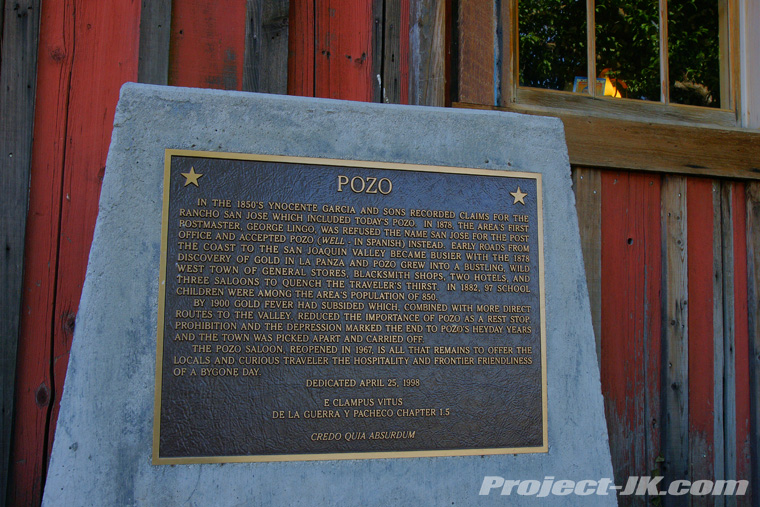 POZO
IN THE 1850'S YNOCENTE GARCIA AND SONS RECORDED CLAIMS FOR THE
RANCHO SAN JOSE WHICH INCLUDED TODAY'S POZO. IN 1878, THE AREA'S FIRST
POSTMASTER, GEORGE LINGO, WAS REFUSED THE NAME SAN JOSE FOR THE POST
OFFICE AND ACCEPTED POZO (WELL - IN SPANISH) INSTEAD. EARLY ROADS FROM
THE COAST TO THE SAN JOAQUIN VALLEY BECAME BUSIER WITH THE 1878
DISCOVERY OF GOLD IN LA PANZA AND POZO GREW INTO A BUSTLING, WILD
WEST TOWN OF GENERAL STORES, BLACKSMITH SHOPS, TWO HOTELS, AND
THREE SALOONS TO QUENCH THE TRAVELER'S THIRST. IN 1882, 97 SCHOOL
CHILDREN WERE AMONG THE AREA'S POPULATION OF 850.
BY 1900 GOLD FEVER HAD SUBSIDED WHICH, COMBINED WITH MORE DIRECT
ROUTES TO THE VALLEY, REDUCED THE IMPORTANCE OF POZO AS A REST STOP.
PROHIBITION AND THE DEPRESSION MARKED THE END TO POZO'S HEYDAY YEARS
AND THE TOWN WAS PICKED APART AND CARRIED OFF.
THE POZO SALOON, REOPENED IN 1967, IS ALL THAT REMAINS TO OFFER THE
LOCALS AND CURIOUS TRAVELER THE HOSPITALITY AND FRONTIER FRIENDLINESS
OF A BYGONE DAY.
DEDICATED APRIL 25, 1998
E CLAMPUS VITUS
DE LA GUERRA Y PACHECO CHAPTER 1.5
CREDO QUIA ABSURDUM
Project-JK.com